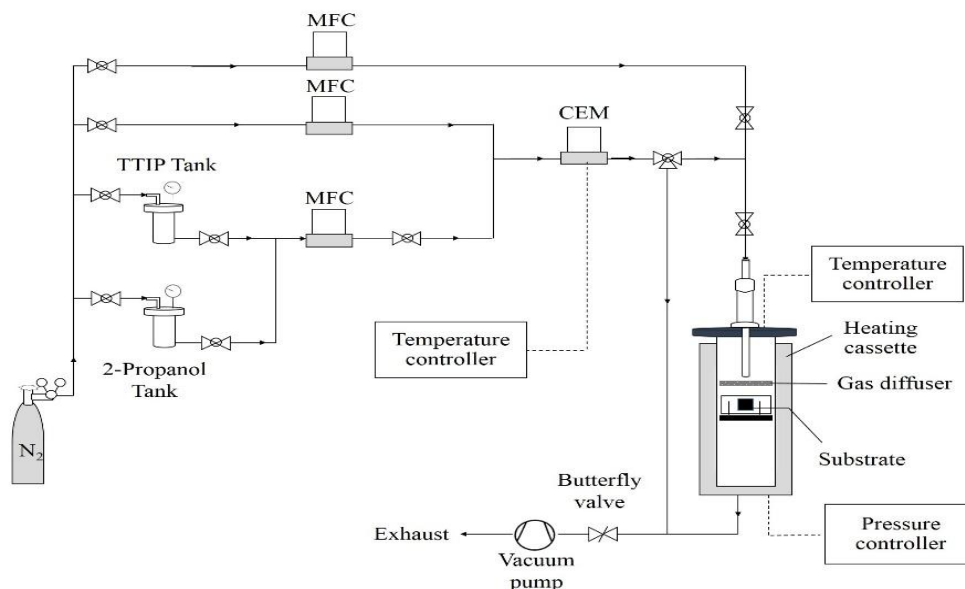 MFC
MFC
CEM
TTIP Tank
MFC
Temperature
controller
Temperature
controller
Heating
cassette
2-Propanol
Tank
Gas diffuser
N2
Substrate
Butterfly
valve
Exhaust
Vacuum
pump
Pressure
controller